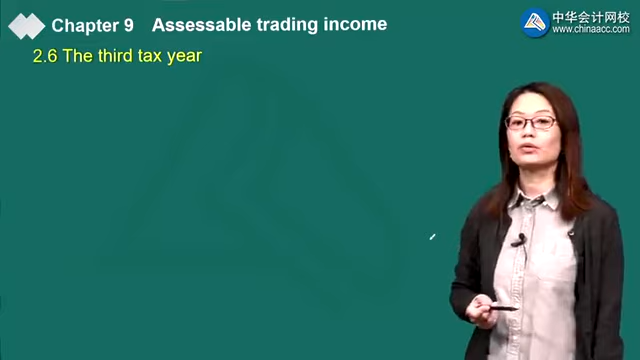 Chapter 9 Assessable trading income
中华会计网校
www.chinaacc.com
2.6 The third tax year